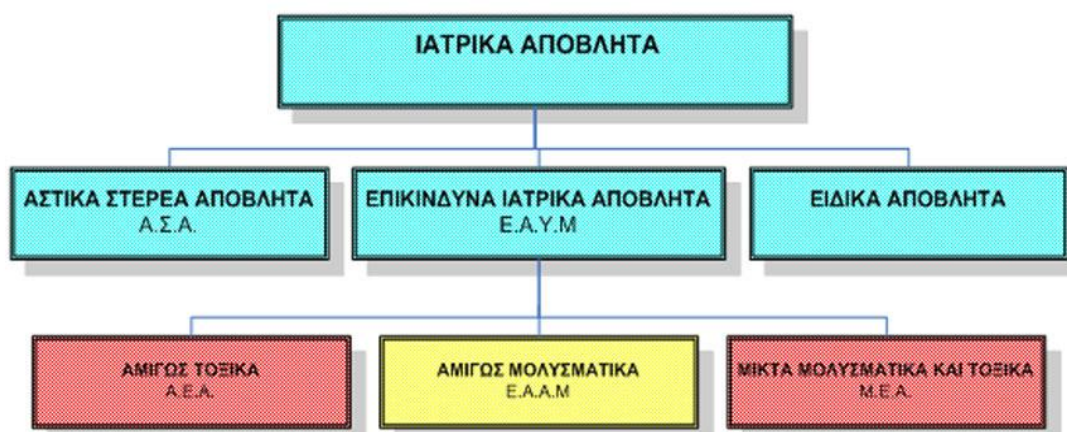 ΙΑΤΡΙΚΑ ΑΠΟΒΛΗΤΑ
ΑΣΤΙΚΑ ΣΤΕΡΕΑ ΑΠΟΒΛΗΤΑ
Α.Σ.Α.
ΕΠΙΚΙΝΔΥΝΑ ΙΑΤΡΙΚΑ ΑΠΟΒΛΗΤΑ
Ε.Α.Υ.Μ
ΕΙΔΙΚΑ ΑΠΟΒΛΗΤΑ
ΑΜΙΓΩΣ ΤΟΞΙΚΑ
Α.Ε.Α.
ΑΜΙΓΩΣ ΜΟΛΥΣΜΑΤΙΚΑ
Ε.Α.Α.Μ
ΜΙΚΤΑ ΜΟΛΥΣΜΑΤΙΚΑ ΚΑΙ ΤΟΞΙΚΑ
Μ.Ε.Α.